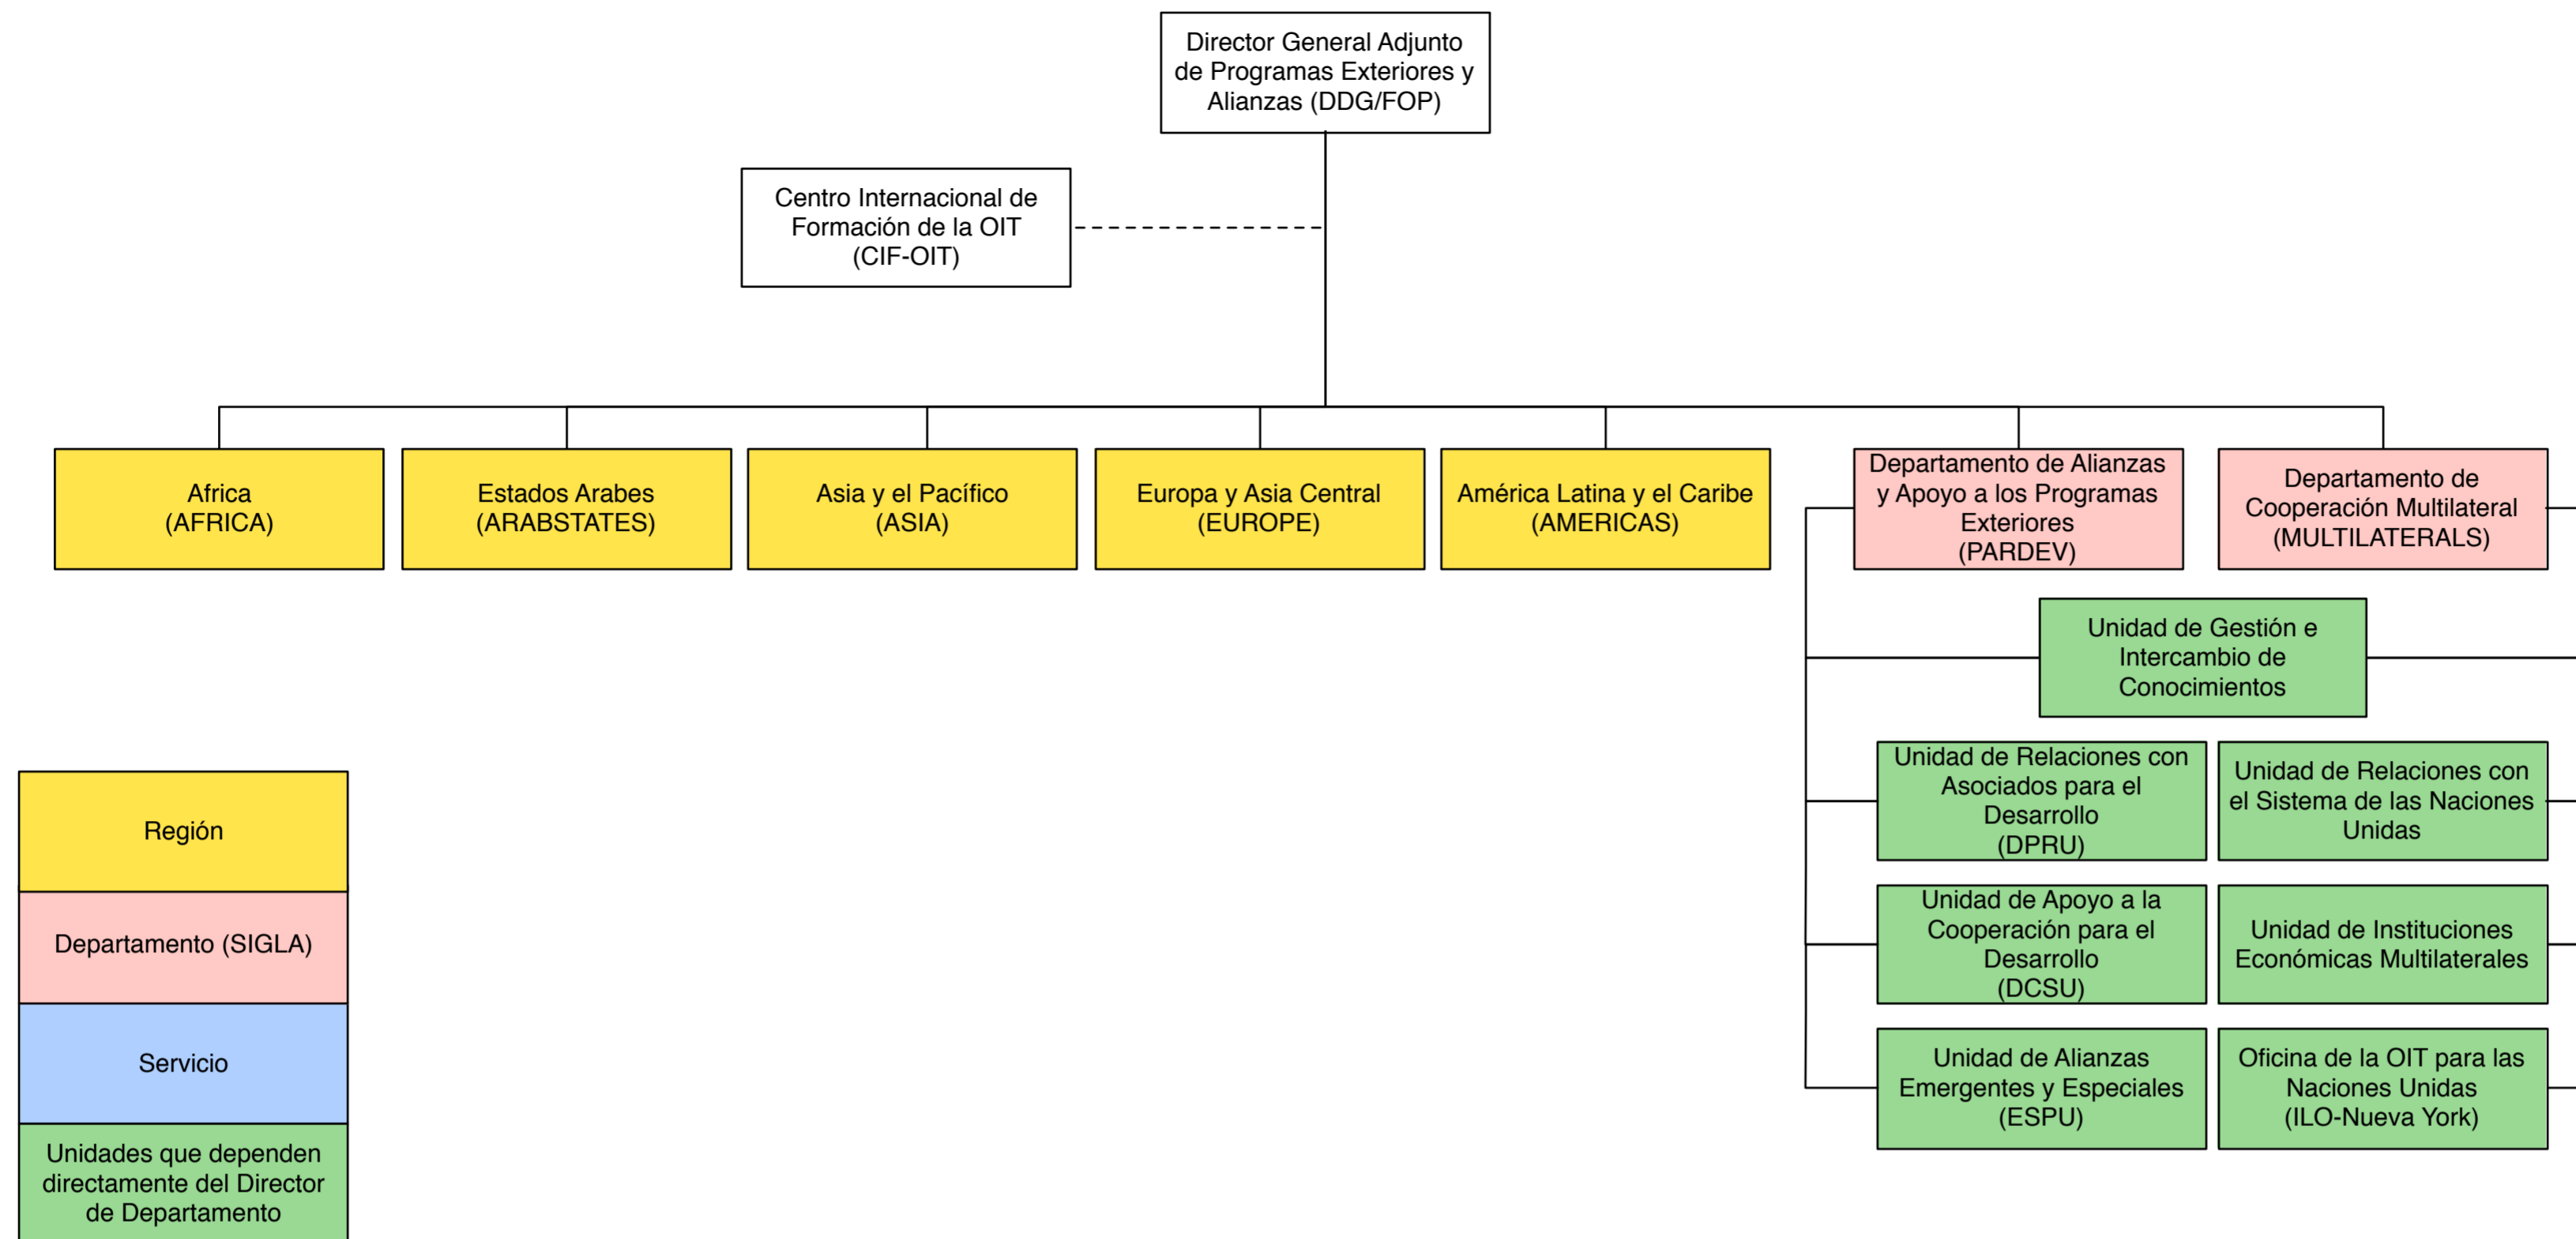 Director General Adjunto
de Programas Exteriores y
Alianzas (DDG/FOP)
Centro Internacional de
Formación de la OIT
(CIF-OIT)
Africa
(AFRICA)
Estados Arabes
(ARABSTATES)
Asia y el Pacífico
(ASIA)
Europa y Asia Central
(EUROPE)
América Latina y el Caribe
(AMERICAS)
Departamento de Alianzas
y Apoyo a los Programas
Exteriores
(PARDEV)
Departamento de
Cooperación Multilateral
(MULTILATERALS)
Unidad de Gestión e
Intercambio de
Conocimientos
Unidad de Relaciones con
Asociados para el
Desarrollo
(DPRU)
Unidad de Relaciones con
el Sistema de las Naciones
Unidas
Unidad de Apoyo a la
Cooperación para el
Desarrollo
(DCSU)
Unidad de Instituciones
Económicas Multilaterales
Unidad de Alianzas
Emergentes y Especiales
(ESPU)
Oficina de la OIT para las
Naciones Unidas
(ILO-Nueva York)
Región
Departamento (SIGLA)
Servicio
Unidades que dependen
directamente del Director
de Departamento